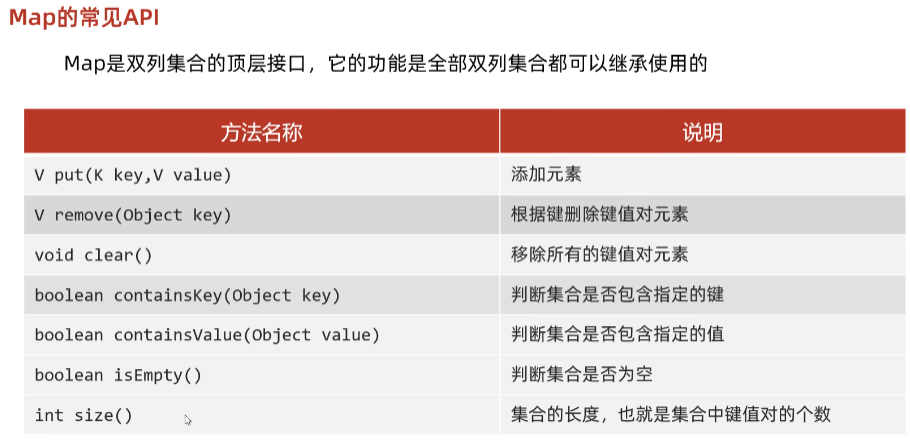 Map的常见API
Map是双列集合的顶层接口，它的功能是全部双列集合都可以继承使用的
方法名称 说明
V put(K key,V value) 添加元素
V remove(Object key) 根据键删除键值对元素
void clear() 移除所有的键值对元素
boolean containsKey(Object key) 判断集合是否包含指定的键
boolean containsValue(Object value) 判断集合是否包含指定的值
boolean isEmpty() 判断集合是否为空
int size() 集合的长度，也就是集合中键值对的个数